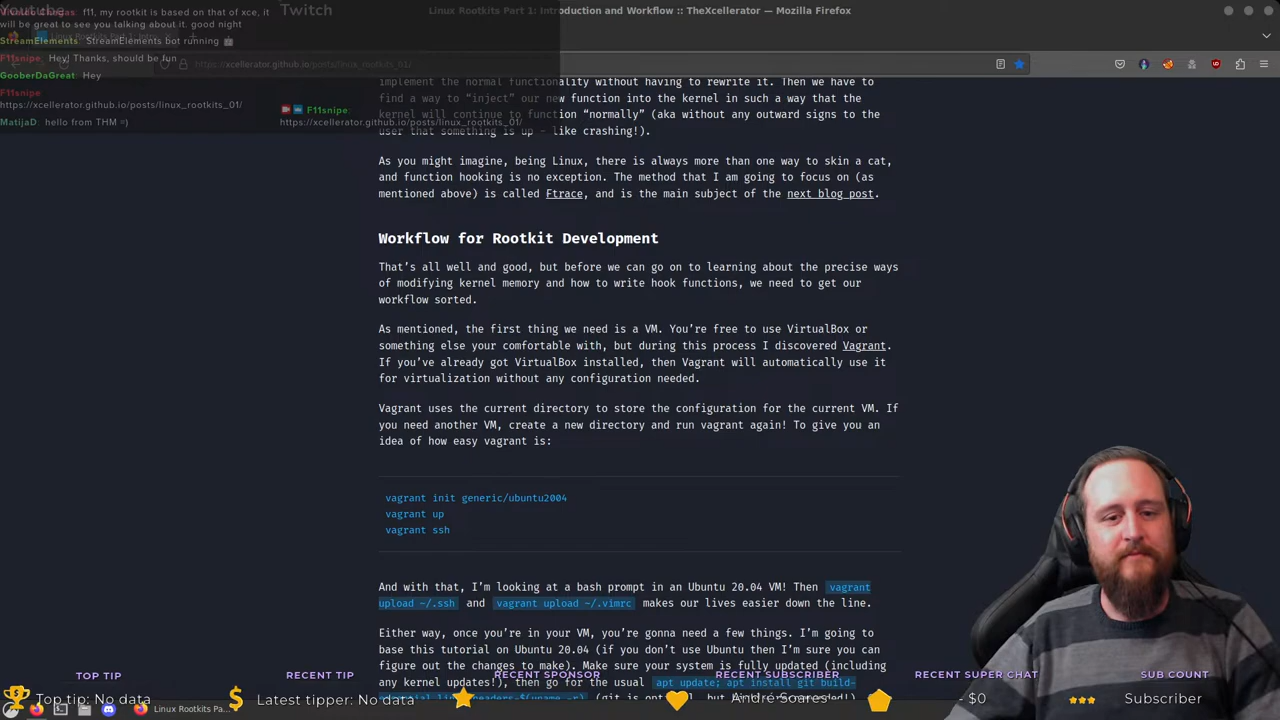 Youtube
Twitch
Linux Rootkits Part 1: Introduction and Workflow :: TheXcellerator — Mozilla Firefox
f11, my rootkit is based on that of xce, it
will be great to see you talking about it. good night
StreamElements: StreamElements bot running
F11snipe: Hey! Thanks, should be fun
GooberDaGreat: Hey
F11snipe
https://xcellerator.github.io/posts/linux_rootkits_01/
MatijaD: hello from THM =)
F11snipe:
https://xcellerator.github.io/posts/linux_rootkits_01/
https://xcellerator.github.io/posts/linux_rootkits_01/
implement the normal functionality without having to rewrite it. Then we have to
find a way to “inject” our new function into the kernel in such a way that the
kernel will continue to function “normally” (aka without any outward signs to the
user that something is up - like crashing!).
As you might imagine, being Linux, there is always more than one way to skin a cat,
and function hooking is no exception. The method that I am going to focus on (as
mentioned above) is called Ftrace, and is the main subject of the next blog post.
Workflow for Rootkit Development
That’s all well and good, but before we can go on to learning about the precise ways
of modifying kernel memory and how to write hook functions, we need to get our
workflow sorted.
As mentioned, the first thing we need is a VM. You’re free to use VirtualBox or
something else your comfortable with, but during this process I discovered Vagrant.
If you’ve already got VirtualBox installed, then Vagrant will automatically use it
for virtualization without any configuration needed.
Vagrant uses the current directory to store the configuration for the current VM. If
you need another VM, create a new directory and run vagrant again! To give you an
idea of how easy vagrant is:
vagrant init generic/ubuntu2004
vagrant up
vagrant ssh
And with that, I’m looking at a bash prompt in an Ubuntu 20.04 VM! Then vagrant
upload ~/.ssh and vagrant upload ~/.vimrc makes our lives easier down the line.
Either way, once you’re in your VM, you’re gonna need a few things. I’m going to
base this tutorial on Ubuntu 20.04 (if you don’t use Ubuntu then I’m sure you can
figure out the changes to make). Make sure your system is fully updated (including
any kernel updates!), then go for the usual apt update; apt install git build-
TOP TIP
RECENT TIP
RECENT SPONSOR
RECENT SUBSCRIBER
RECENT SUPER CHAT
SUB COUNT
Top tip: No data
Latest tipper: No data
André Soares
- $0
Subscriber
Linux Rootkits Pa...